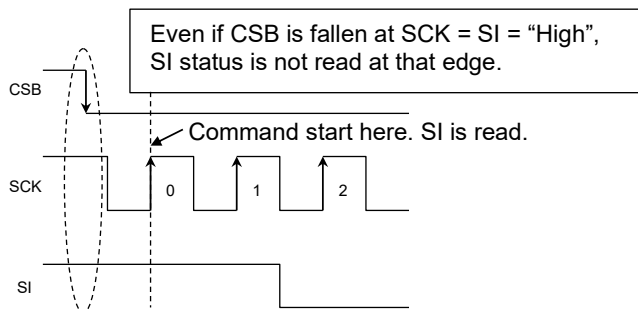 Even if CSB is fallen at SCK = SI = “High”,
SI status is not read at that edge.
CSB
Command start here. SI is read.
SCK
0
1
2
SI